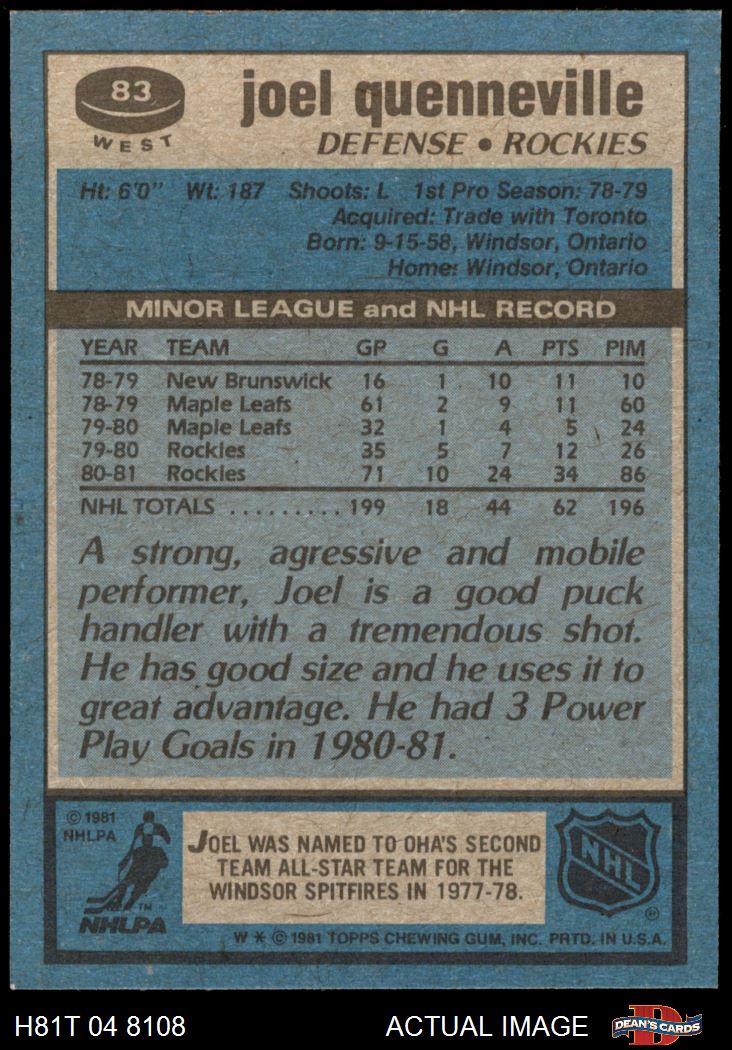 83
WEST
joel quenneville
DEFENSE • ROCKIES
Ht: 6'0" Wt: 187 Shoots: L 1st Pro Season: 78-79
Acquired: Trade with Toronto
Born: 9-15-58, Windsor, Ontario
Home: Windsor, Ontario
MINOR LEAGUE and NHL RECORD
YEAR TEAM GP G A PTS PIM
78-79 New Brunswick 16 1 10 11 10
78-79 Maple Leafs 61 2 9 11 60
79-80 Maple Leafs 32 1 4 5 24
79-80 Rockies 35 5 7 12 26
80-81 Rockies 71 10 24 34 86
NHL TOTALS ......... 199 18 44 62 196
A strong, agressive and mobile
performer, Joel is a good puck
handler with a tremendous shot.
He has good size and he uses it to
great advantage. He had 3 Power
Play Goals in 1980-81.
© 1981
NHLPA
TM
NHLPA
JOEL WAS NAMED TO OHA'S SECOND
TEAM ALL-STAR TEAM FOR THE
WINDSOR SPITFIRES IN 1977-78.
NHL
®
W * © 1981 TOPPS CHEWING GUM, INC. PRTD. IN U.S.A.
H81T 04 8108
ACTUAL IMAGE
D
DEAN'S CARDS